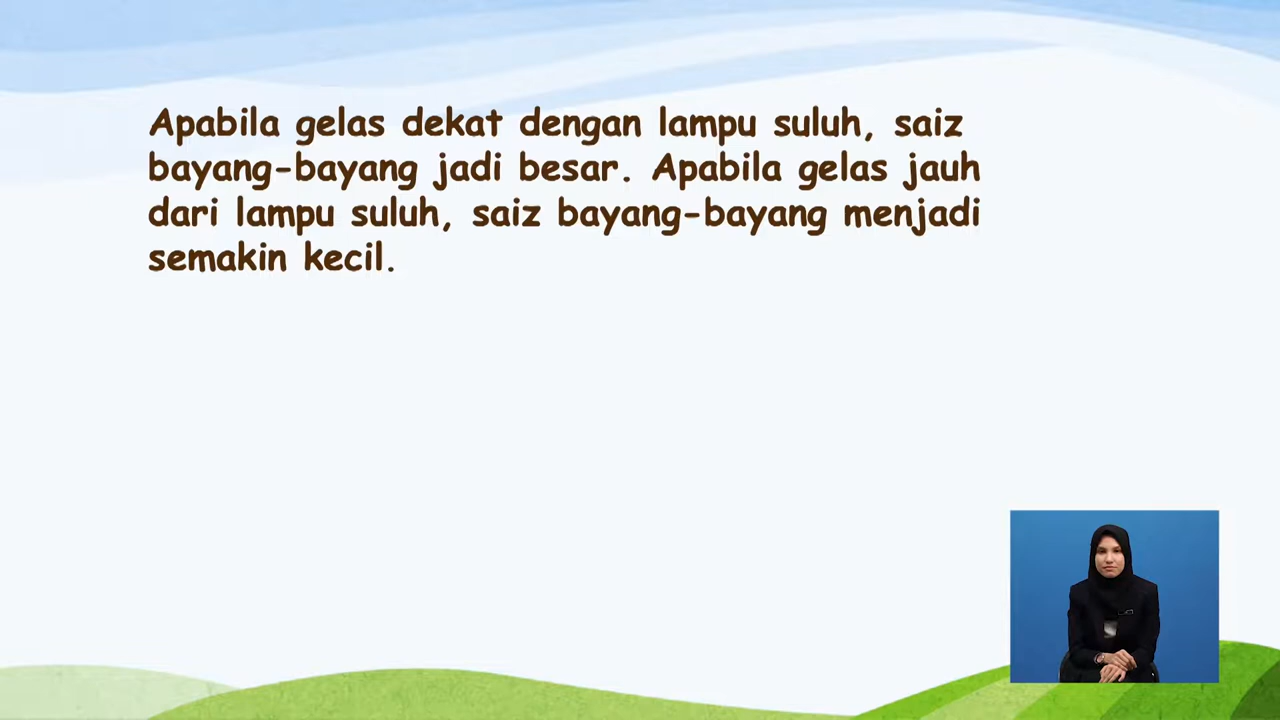 Apabila gelas dekat dengan lampu suluh, saiz
bayang-bayang jadi besar. Apabila gelas jauh
dari lampu suluh, saiz bayang-bayang menjadi
semakin kecil.